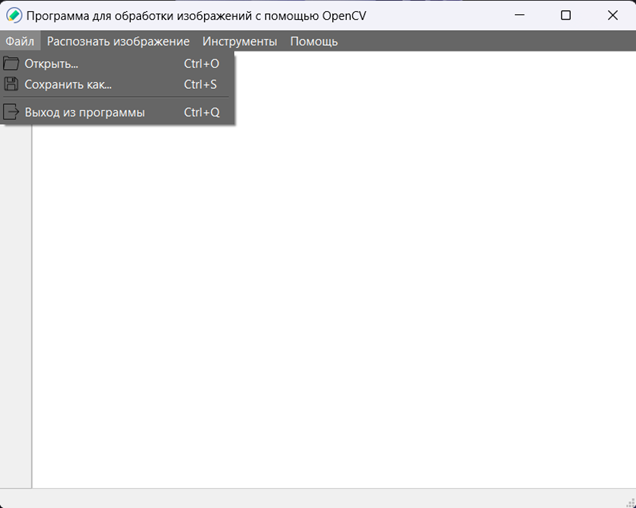 Программа для обработки изображений с помощью OpenCV
Файл Распознать изображение Инструменты Помощь
Открыть... Ctrl+O
Сохранить как... Ctrl+S
Выход из программы Ctrl+Q